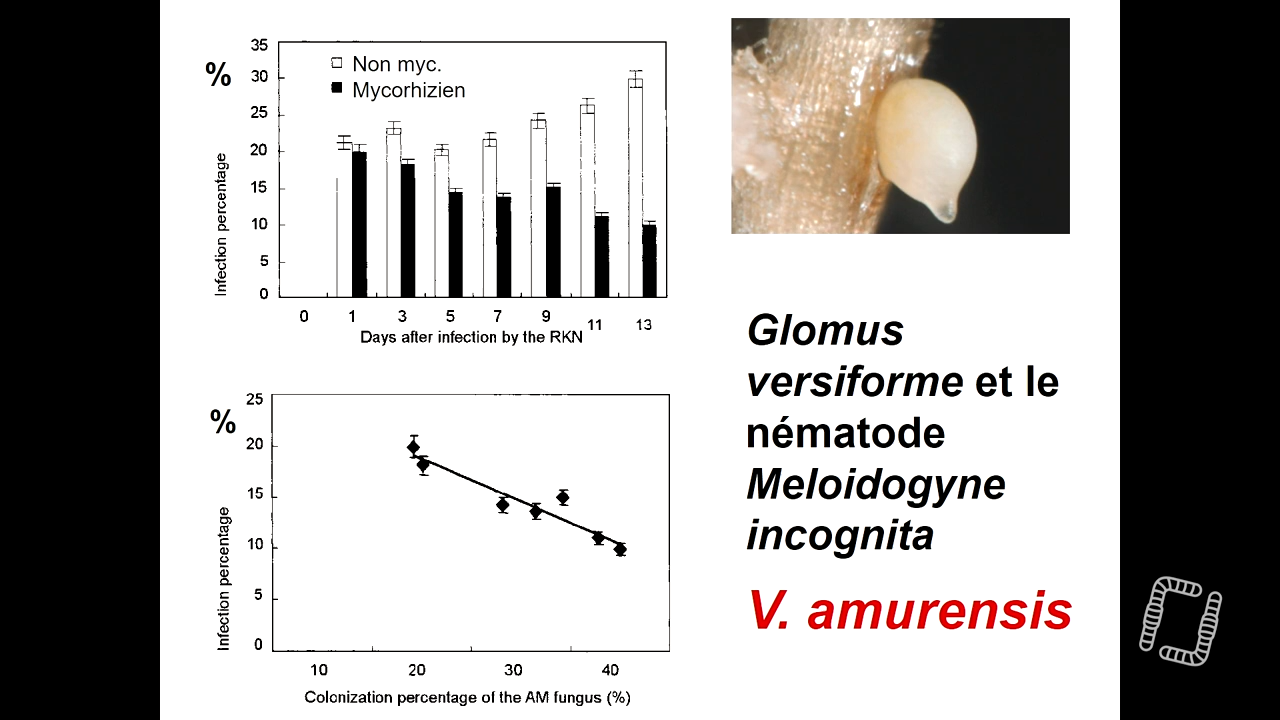 35
%
30
25
20
15
10
5
0
Infection percentage
Non myc.
Mycorhizien
0 1 3 5 7 9 11 13
Days after infection by the RKN
25
%
20
15
10
5
0
Infection percentage
10 20 30 40
Colonization percentage of the AM fungus (%)
Glomus
versiforme et le
nématode
Meloidogyne
incognita
V. amurensis